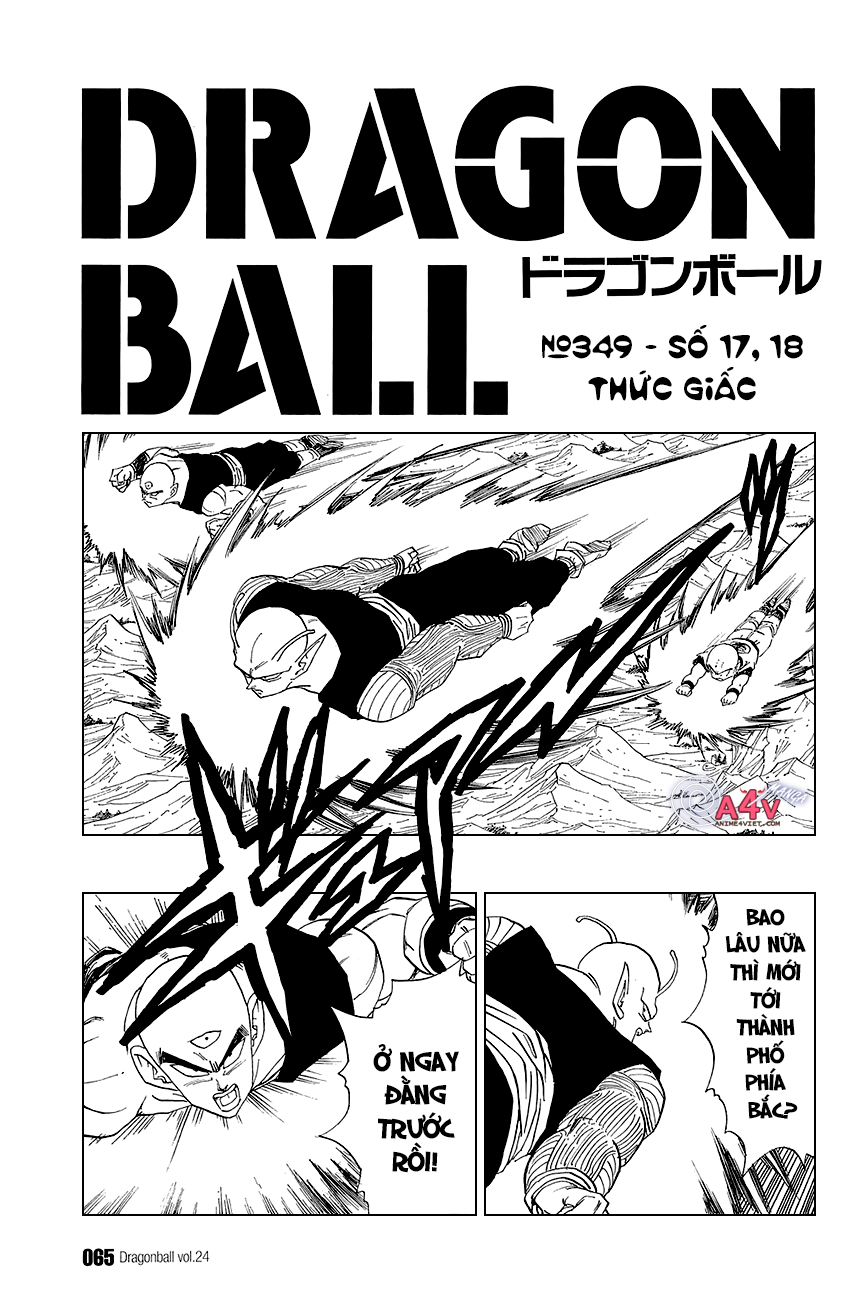 DRAGON
BALL
ドラゴンボール
№349 - SỐ 17, 18
THỨC GIẤC
A4V
ANIME4VIET.COM
BAO
LÂU NỮA
THÌ MỚI
TỚI
THÀNH
PHỐ
PHÍA
BẮC?
Ở NGAY
ĐẰNG
TRƯỚC
RỒI!
065 Dragonball vol.24